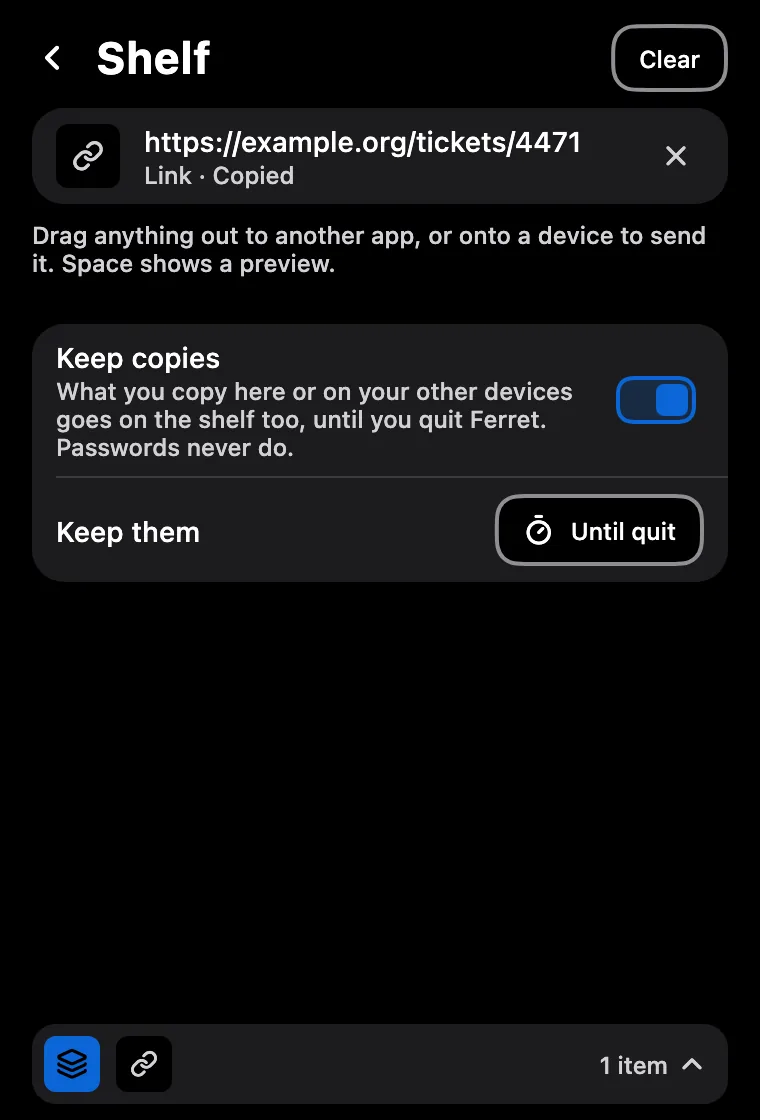 Shelf
Clear
https://example.org/tickets/4471
Link · Copied
Drag anything out to another app, or onto a device to send
it. Space shows a preview.
Keep copies
What you copy here or on your other devices
goes on the shelf too, until you quit Ferret.
Passwords never do.
Keep them
Until quit
1 item